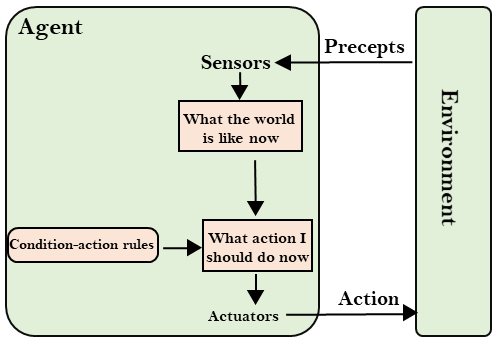 Agent
Precepts
Sensors
What the world
is like now
Environment
Condition-action rules
What action I
should do now
Action
Actuators